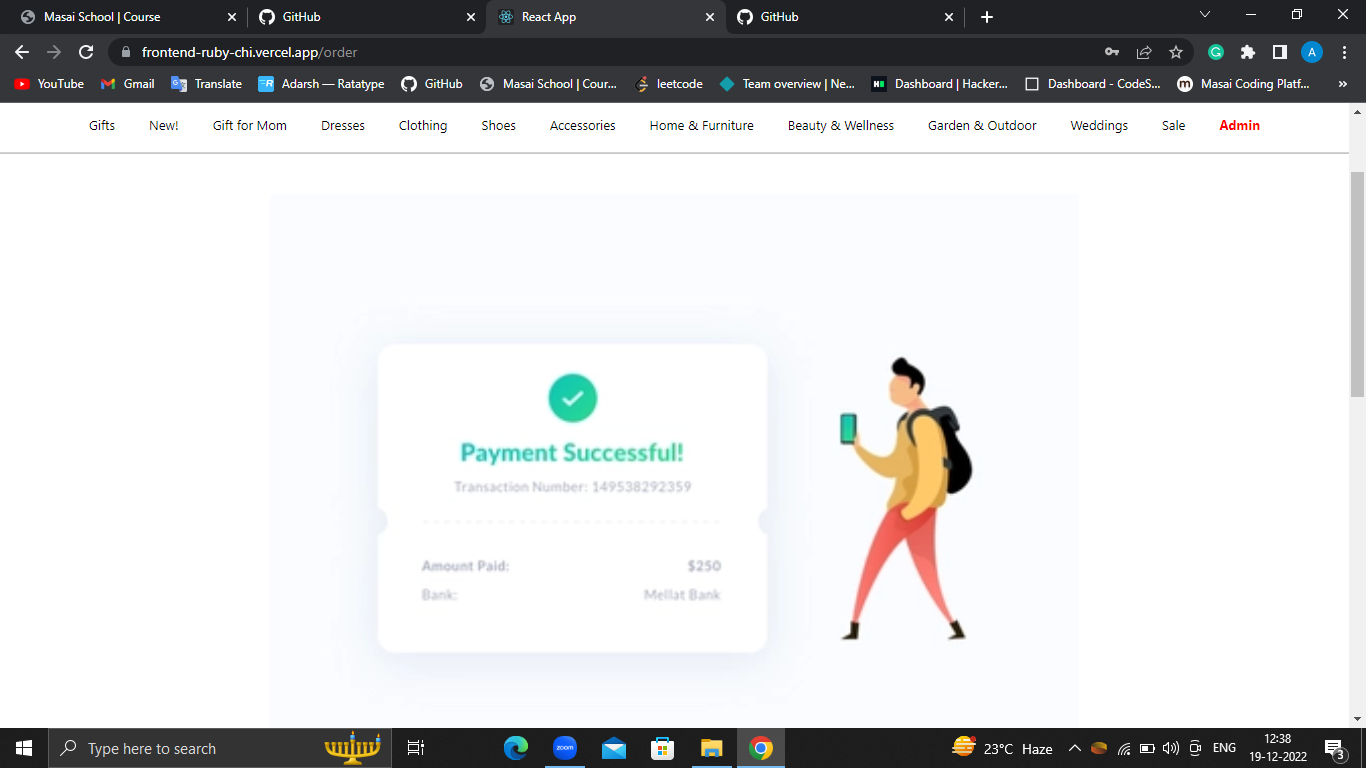 Masai School | Course
GitHub
React App
GitHub
frontend-ruby-chi.vercel.app/order
A
YouTube
Gmail
Translate
Adarsh — Ratatype
GitHub
Masai School | Cour...
leetcode
Team overview | Ne...
Dashboard | Hacker...
Dashboard - CodeS...
Masai Coding Platf...
Gifts
New!
Gift for Mom
Dresses
Clothing
Shoes
Accessories
Home & Furniture
Beauty & Wellness
Garden & Outdoor
Weddings
Sale
Admin
Payment Successful!
Transaction Number: 149538292359
Amount Paid: $250
Bank: Mellat Bank
Type here to search
zoom
23°C Haze
ENG
12:38
19-12-2022
3